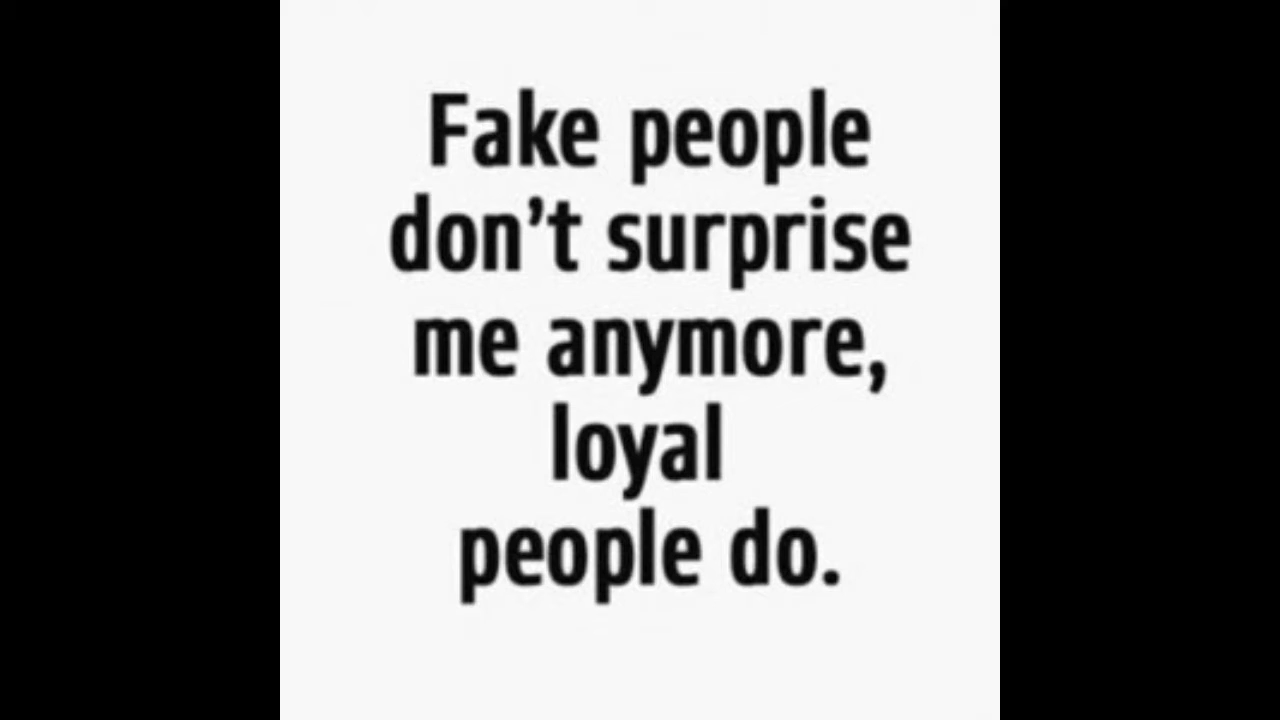 Fake people
don’t surprise
me anymore,
loyal
people do.